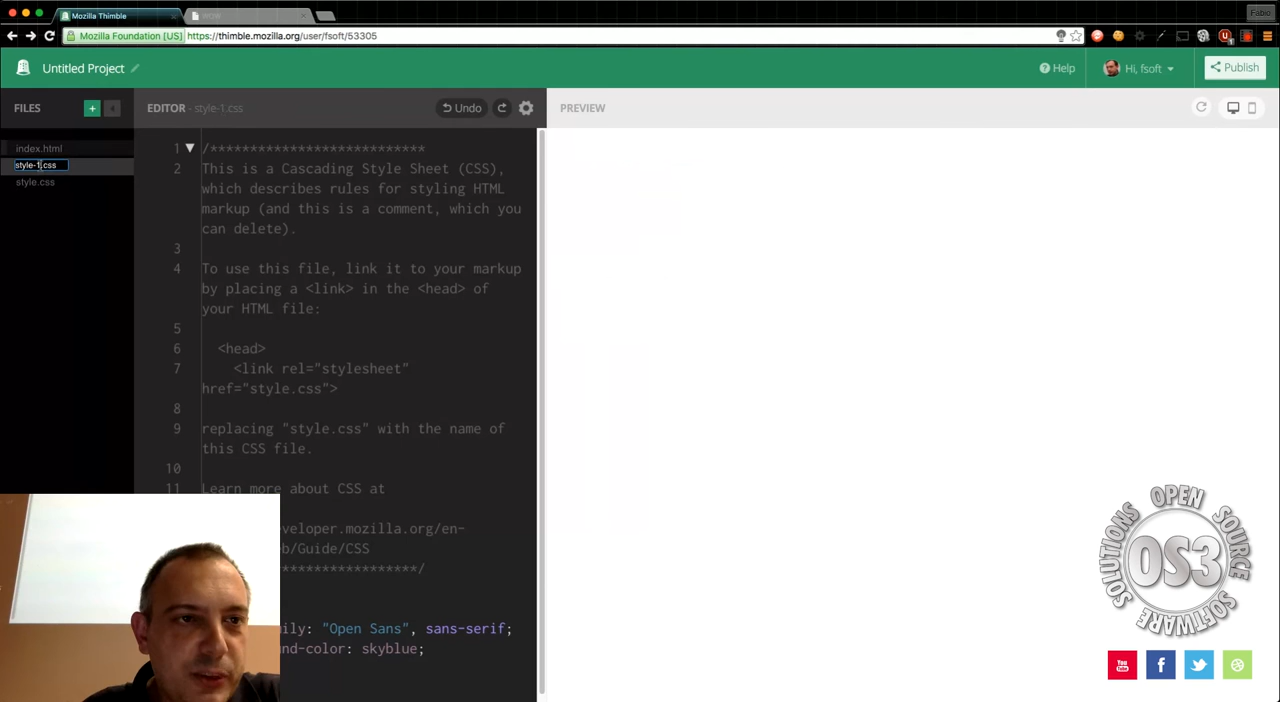 Mozilla Thimble
Fabio
Mozilla Foundation [US] https://thimble.mozilla.org/user/fsoft/53305
Untitled Project
Help
Hi, fsoft
Publish
FILES
EDITOR - style-1.css
Undo
PREVIEW
index.html
style-1.css
style.css
1 /***************************
2 This is a Cascading Style Sheet (CSS),
which describes rules for styling HTML
markup (and this is a comment, which you
can delete).
3
4 To use this file, link it to your markup
by placing a <link> in the <head> of
your HTML file:
5
6 <head>
7 <link rel="stylesheet"
href="style.css">
8
9 replacing "style.css" with the name of
this CSS file.
10
11 Learn more about CSS at
veloper.mozilla.org/en-
eb/Guide/CSS
*****************/
mily: "Open Sans", sans-serif;
und-color: skyblue;
SOLUTIONS OPEN SOURCE SOFTWARE
OS3
You Tube